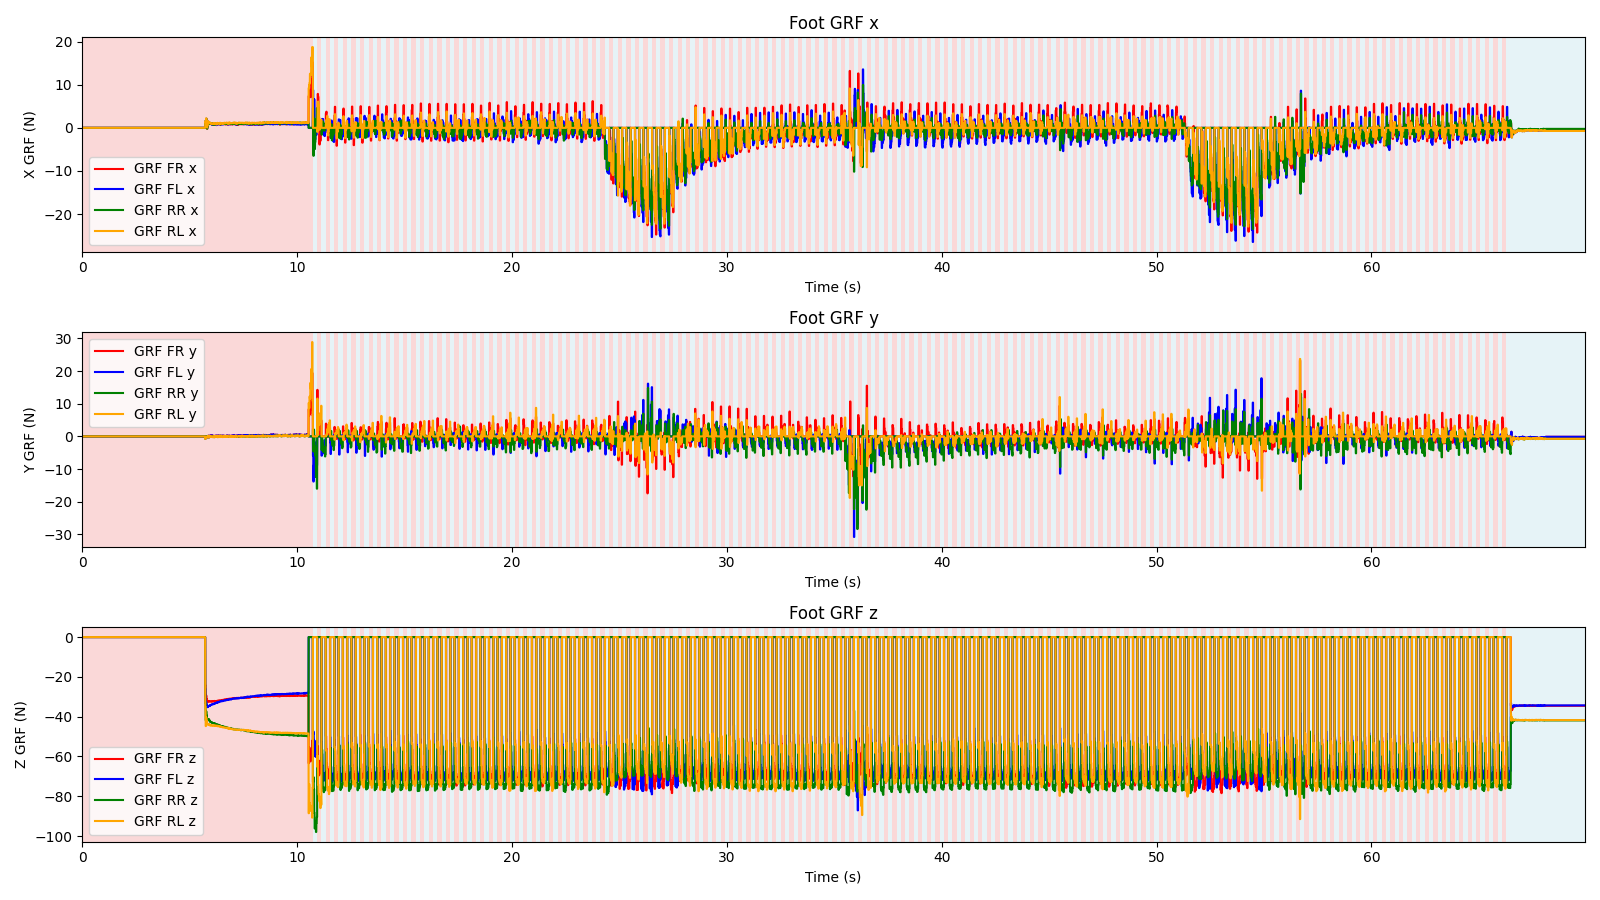 Foot GRF x
20
10
0
−10
−20
X GRF (N)
GRF FR x
GRF FL x
GRF RR x
GRF RL x
0 10 20 30 40 50 60
Time (s)
Foot GRF y
30
20
10
0
−10
−20
−30
Y GRF (N)
GRF FR y
GRF FL y
GRF RR y
GRF RL y
0 10 20 30 40 50 60
Time (s)
Foot GRF z
0
−20
−40
−60
−80
−100
Z GRF (N)
GRF FR z
GRF FL z
GRF RR z
GRF RL z
0 10 20 30 40 50 60
Time (s)